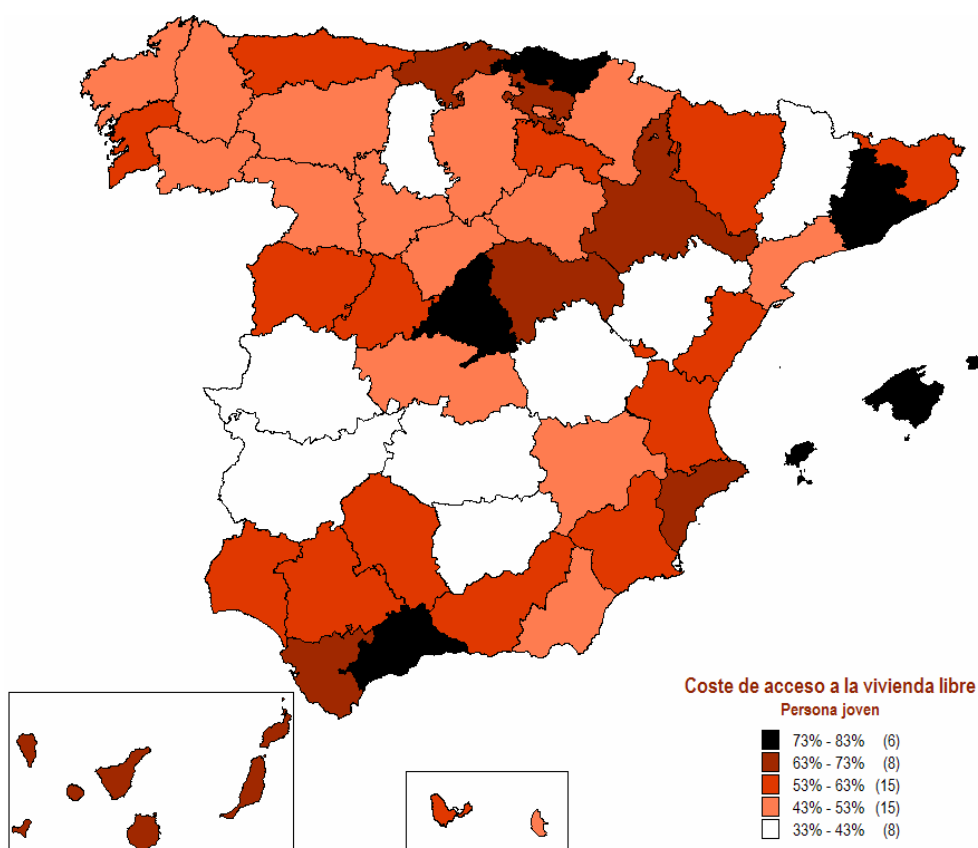 Coste de acceso a la vivienda libre
Persona joven
73% - 83% (6)
63% - 73% (8)
53% - 63% (15)
43% - 53% (15)
33% - 43% (8)